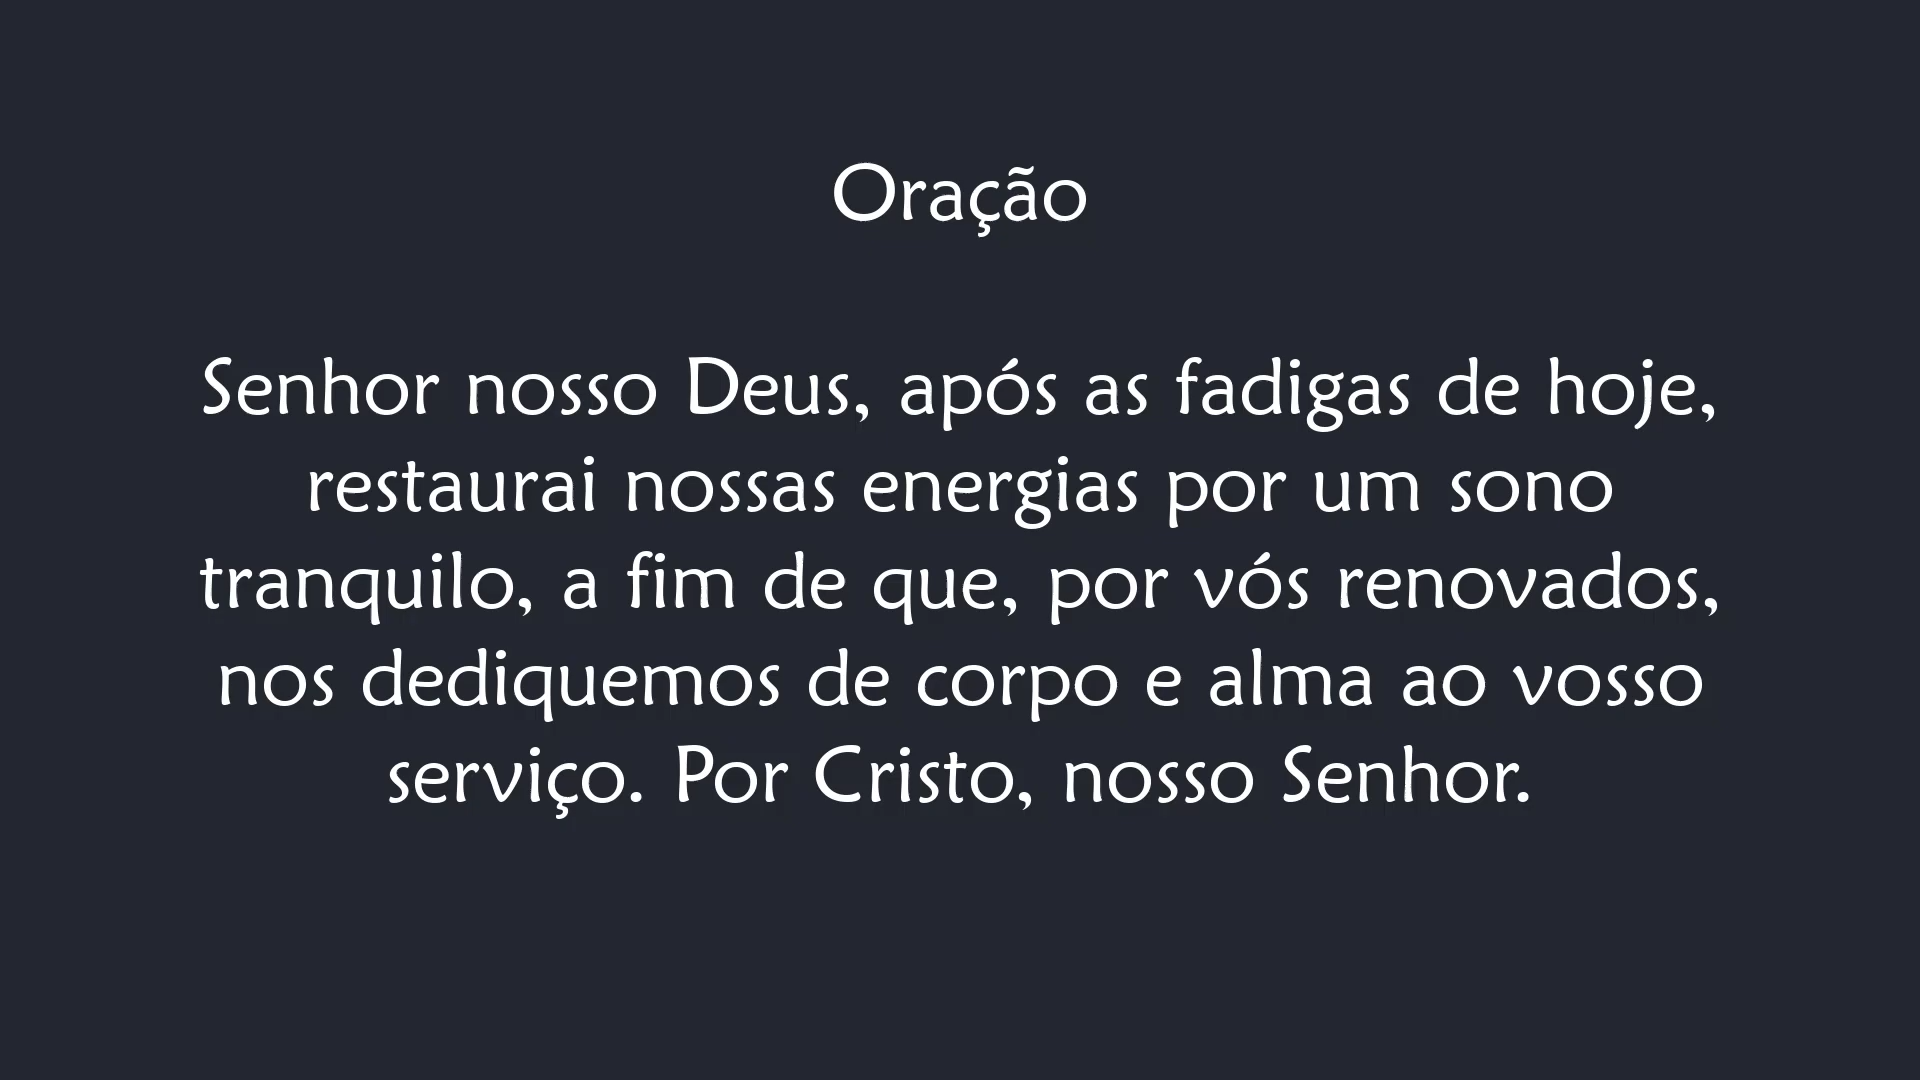 Oração
Senhor nosso Deus, após as fadigas de hoje,
restaurai nossas energias por um sono
tranquilo, a fim de que, por vós renovados,
nos dediquemos de corpo e alma ao vosso
serviço. Por Cristo, nosso Senhor.